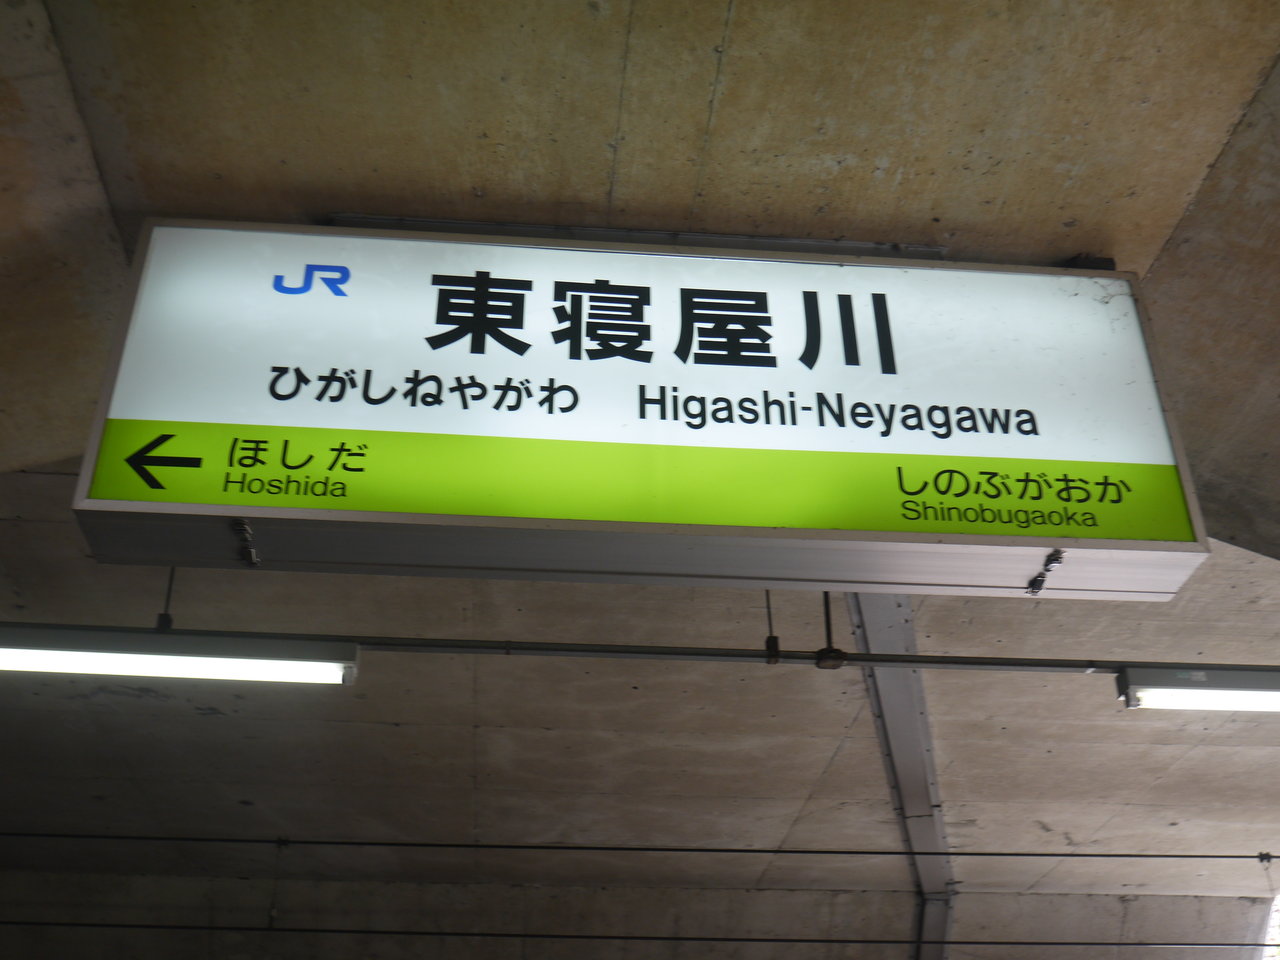 JR 東寝屋川
ひがしねやがわ Higashi-Neyagawa
← ほしだ
Hoshida
しのぶがおか
Shinobugaoka